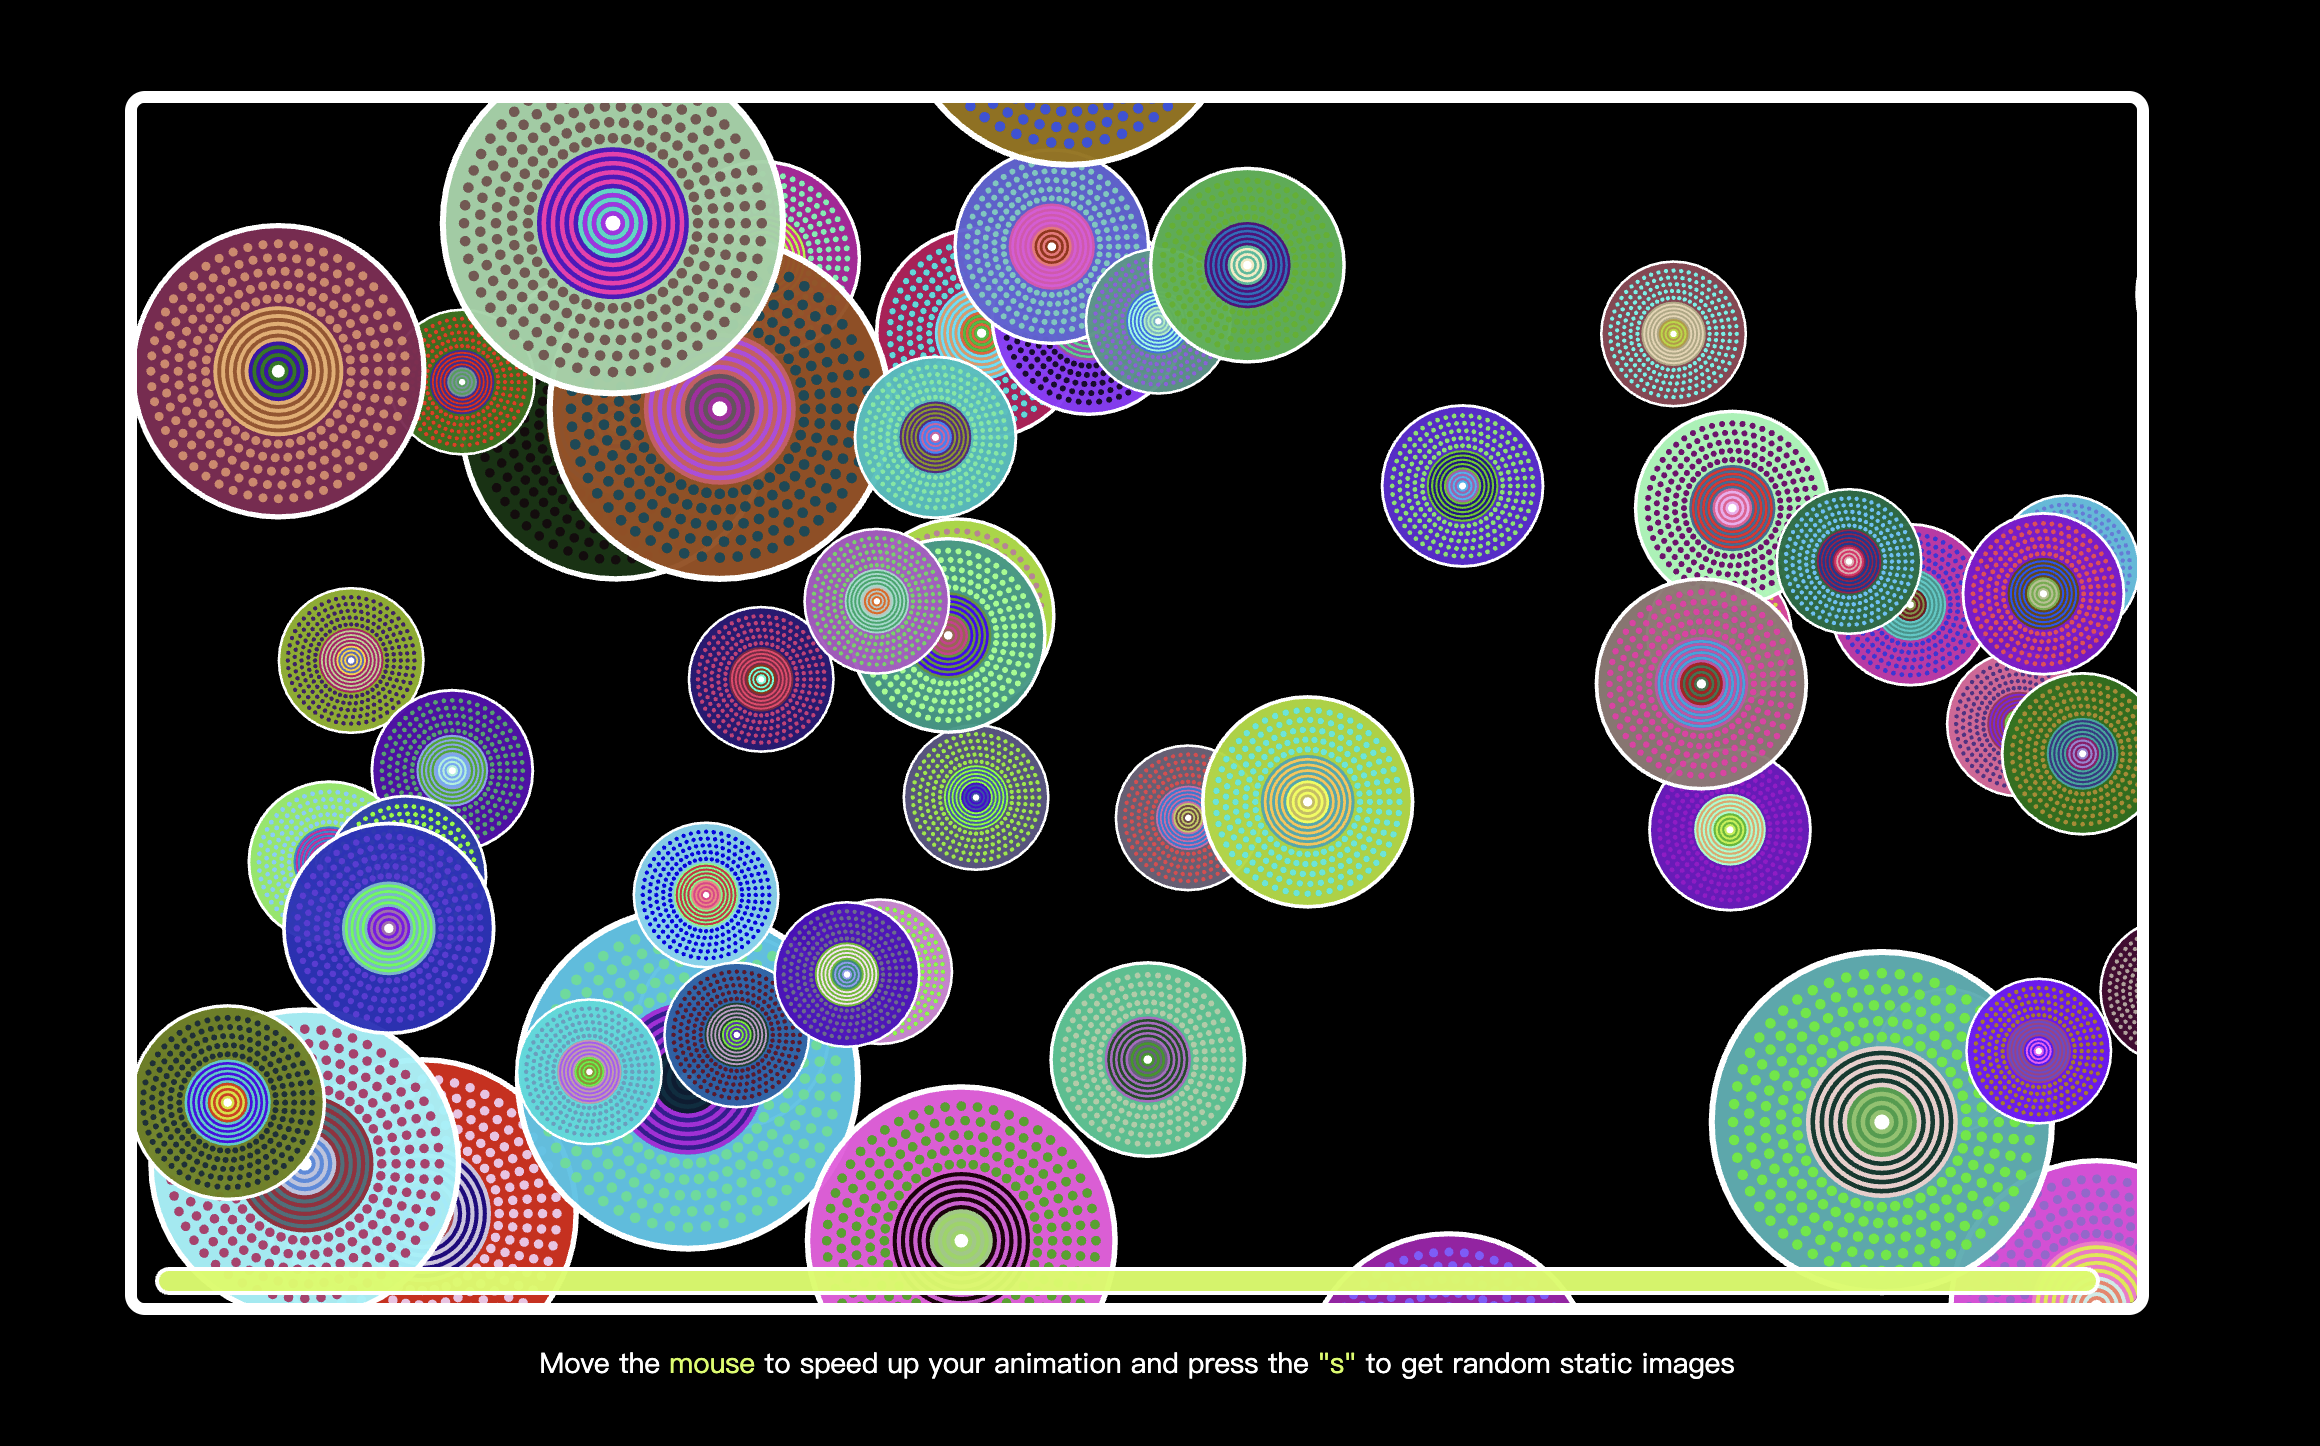 Move the mouse to speed up your animation and press the "s" to get random static images